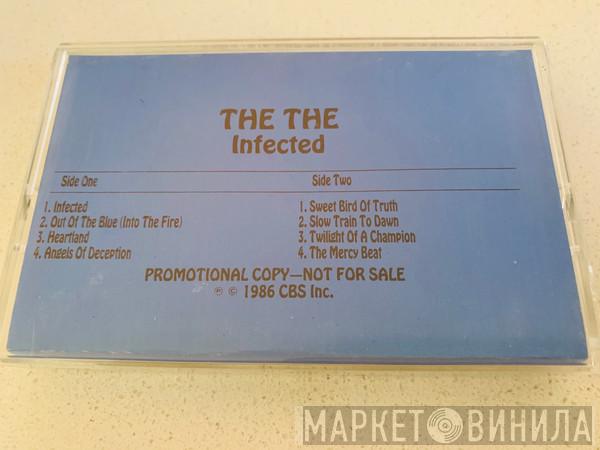 THE THE
Infected
Side One
1. Infected
2. Out Of The Blue (Into The Fire)
3. Heartland
4. Angels Of Deception
Side Two
1. Sweet Bird Of Truth
2. Slow Train To Dawn
3. Twilight Of A Champion
4. The Mercy Beat
PROMOTIONAL COPY—NOT FOR SALE
℗ © 1986 CBS Inc.
МАРКЕТ ВИНИЛА